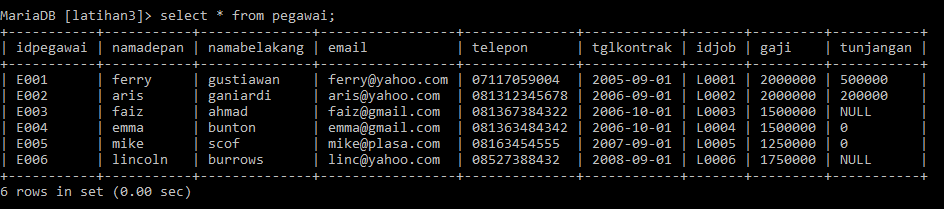 MariaDB [latihan3]> select * from pegawai;
+-----------+-----------+--------------+-----------------+--------------+------------+-------+---------+-----------+
| idpegawai | namadepan | namabelakang | email           | telepon      | tglkontrak | idjob | gaji    | tunjangan |
+-----------+-----------+--------------+-----------------+--------------+------------+-------+---------+-----------+
| E001      | ferry     | gustiawan    | ferry@yahoo.com | 07117059004  | 2005-09-01 | L0001 | 2000000 | 500000    |
| E002      | aris      | ganiardi     | aris@yahoo.com  | 081312345678 | 2006-09-01 | L0002 | 2000000 | 200000    |
| E003      | faiz      | ahmad        | faiz@gmail.com  | 081367384322 | 2006-10-01 | L0003 | 1500000 | NULL      |
| E004      | emma      | bunton       | emma@gmail.com  | 081363484342 | 2006-10-01 | L0004 | 1500000 | 0         |
| E005      | mike      | scof         | mike@plasa.com  | 08163454555  | 2007-09-01 | L0005 | 1250000 | 0         |
| E006      | lincoln   | burrows      | linc@yahoo.com  | 08527388432  | 2008-09-01 | L0006 | 1750000 | NULL      |
+-----------+-----------+--------------+-----------------+--------------+------------+-------+---------+-----------+
6 rows in set (0.00 sec)